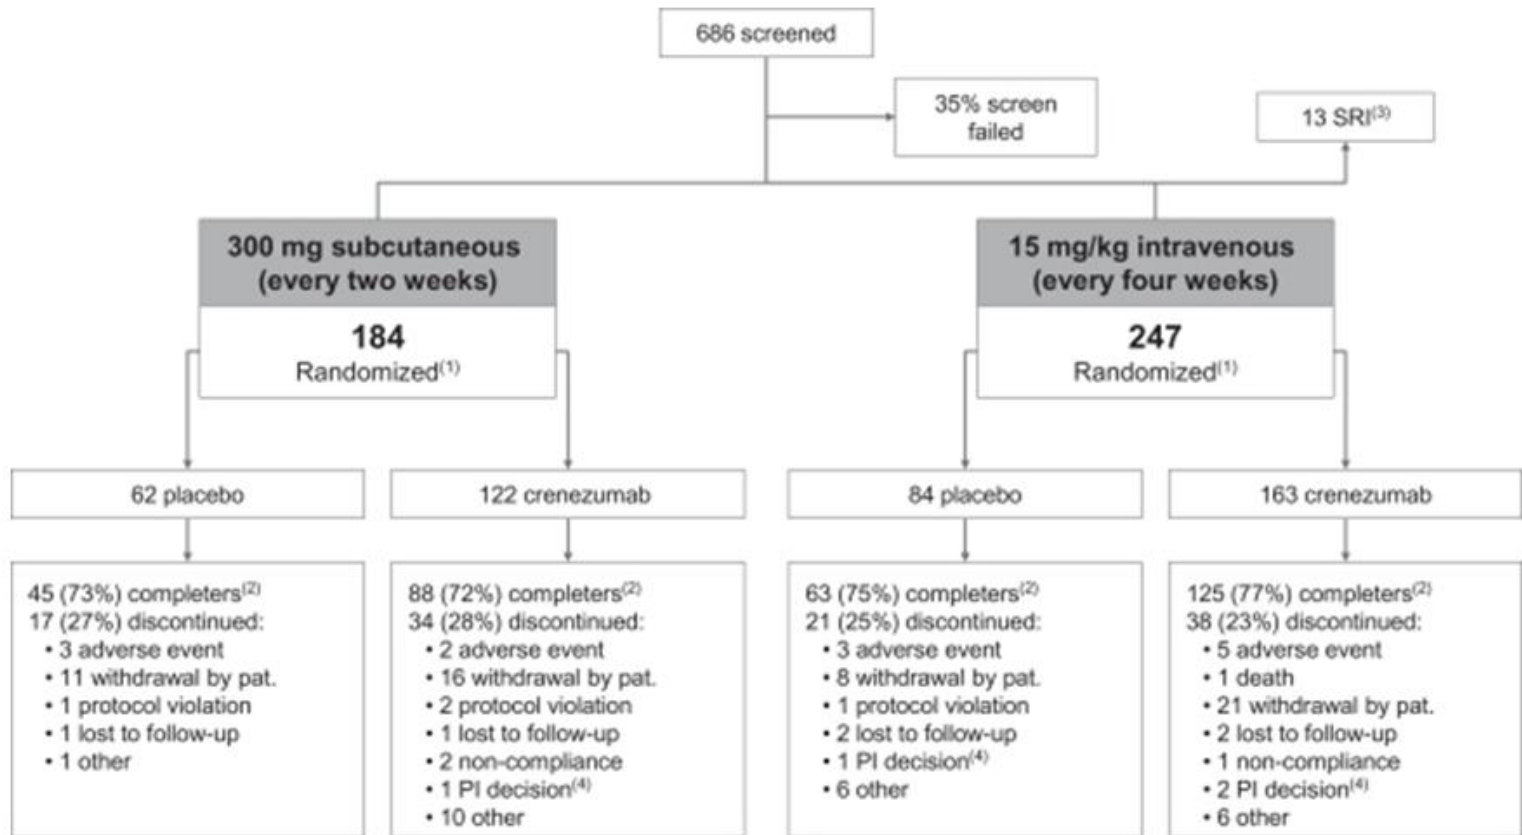 686 screened
35% screen
failed
13 SRI(3)
300 mg subcutaneous
(every two weeks)
184
Randomized(1)
15 mg/kg intravenous
(every four weeks)
247
Randomized(1)
62 placebo
122 crenezumab
84 placebo
163 crenezumab
45 (73%) completers(2)
17 (27%) discontinued:
• 3 adverse event
• 11 withdrawal by pat.
• 1 protocol violation
• 1 lost to follow-up
• 1 other
88 (72%) completers(2)
34 (28%) discontinued:
• 2 adverse event
• 16 withdrawal by pat.
• 2 protocol violation
• 1 lost to follow-up
• 2 non-compliance
• 1 PI decision(4)
• 10 other
63 (75%) completers(2)
21 (25%) discontinued:
• 3 adverse event
• 8 withdrawal by pat.
• 1 protocol violation
• 2 lost to follow-up
• 1 PI decision(4)
• 6 other
125 (77%) completers(2)
38 (23%) discontinued:
• 5 adverse event
• 1 death
• 21 withdrawal by pat.
• 2 lost to follow-up
• 1 non-compliance
• 2 PI decision(4)
• 6 other